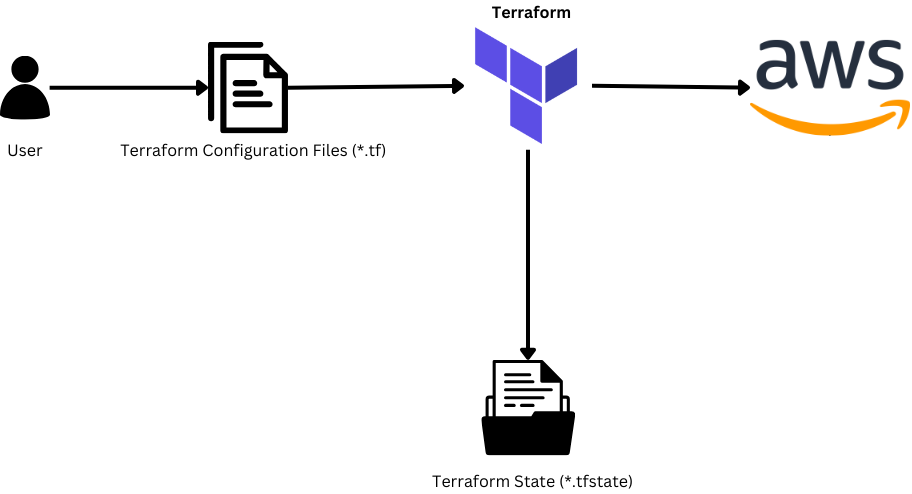 Terraform
aws
User
Terraform Configuration Files (*.tf)
Terraform State (*.tfstate)